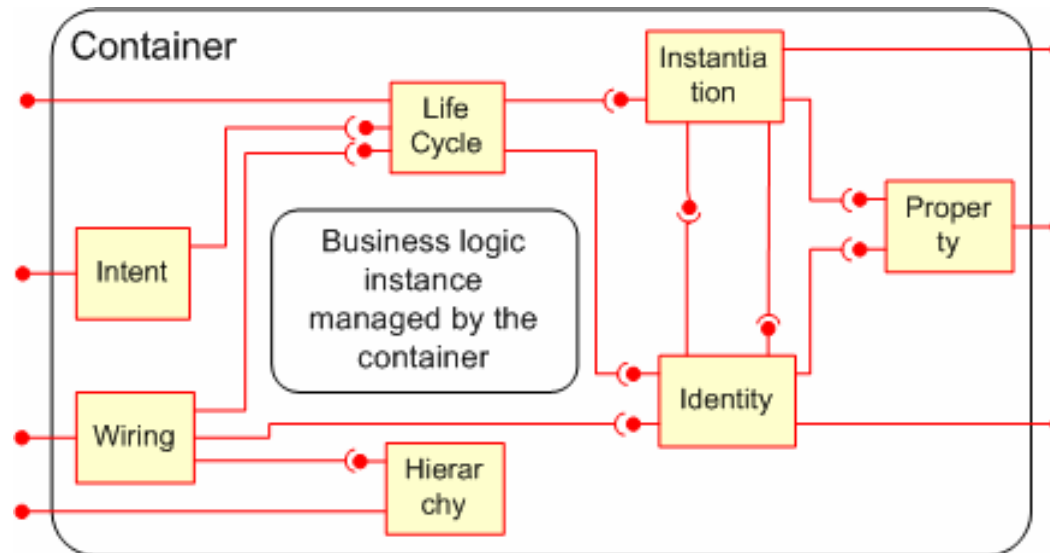 Container
Instantia
tion
Life
Cycle
Proper
ty
Business logic
instance
managed by the
container
Intent
Identity
Wiring
Hierar
chy